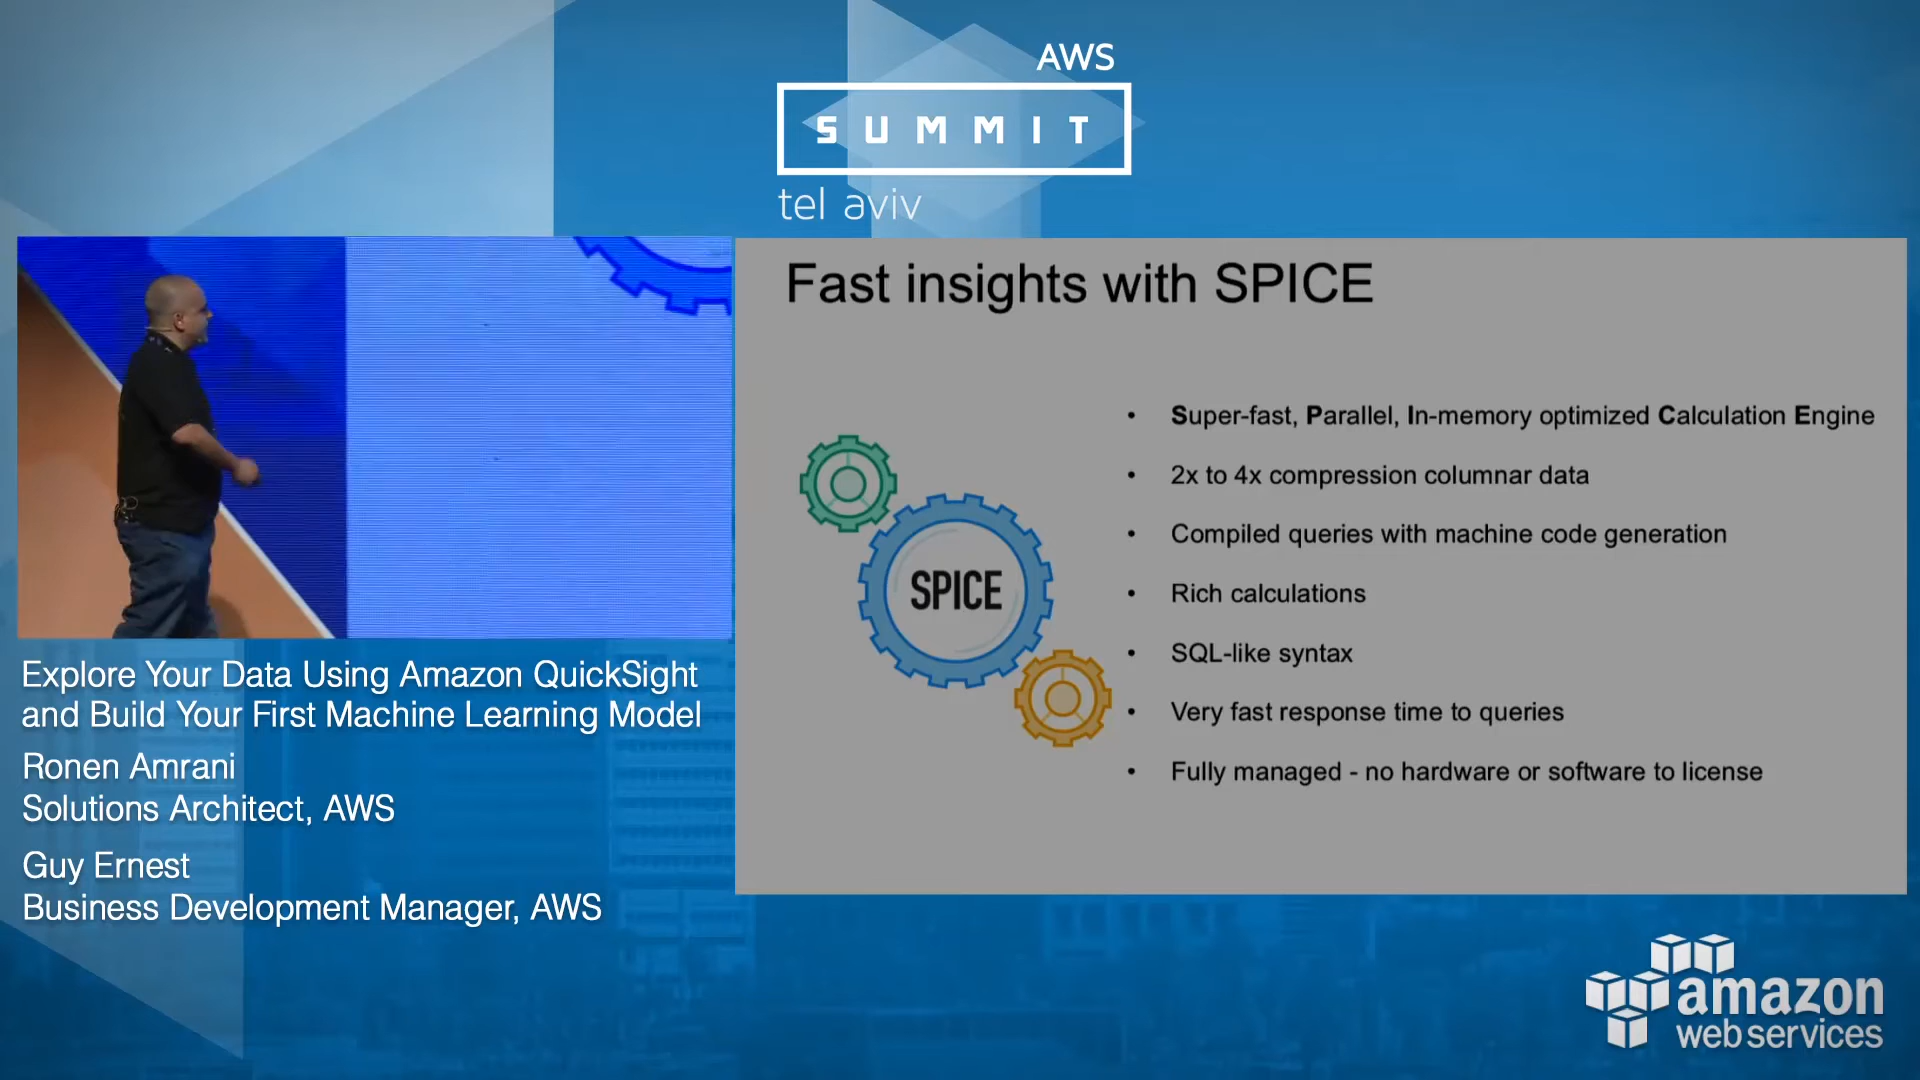 AWS
SUMMIT
tel aviv
Fast insights with SPICE
• Super-fast, Parallel, In-memory optimized Calculation Engine
• 2x to 4x compression columnar data
• Compiled queries with machine code generation
• Rich calculations
• SQL-like syntax
• Very fast response time to queries
• Fully managed - no hardware or software to license
SPICE
Explore Your Data Using Amazon QuickSight
and Build Your First Machine Learning Model
Ronen Amrani
Solutions Architect, AWS
Guy Ernest
Business Development Manager, AWS
amazon
web services